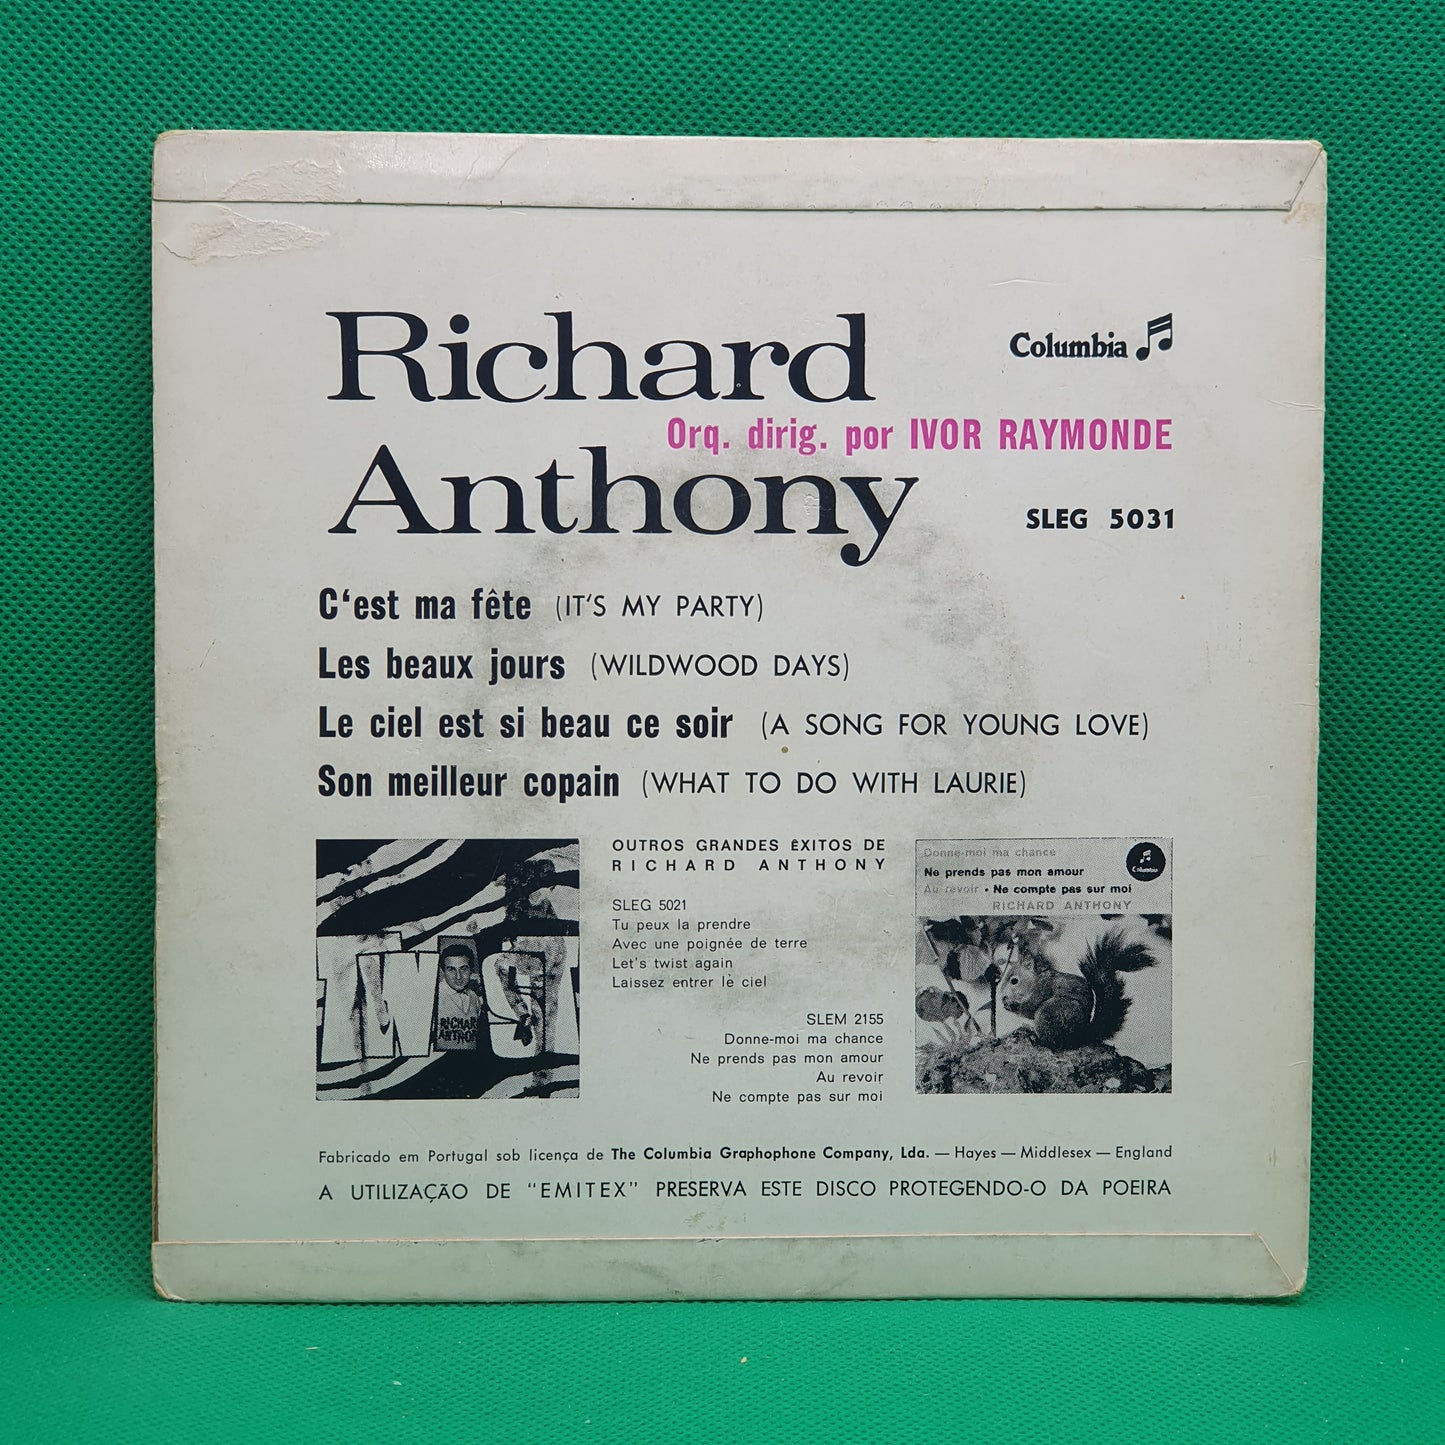 Richard
Columbia
Orq. dirig. por IVOR RAYMONDE
Anthony
SLEG 5031
C‘est ma fête (IT'S MY PARTY)
Les beaux jours (WILDWOOD DAYS)
Le ciel est si beau ce soir (A SONG FOR YOUNG LOVE)
Son meilleur copain (WHAT TO DO WITH LAURIE)
TWIST
RICHARD
ANTHONY
OUTROS GRANDES ÊXITOS DE
RICHARD ANTHONY
SLEG 5021
Tu peux la prendre
Avec une poignée de terre
Let's twist again
Laissez entrer le ciel
SLEM 2155
Donne-moi ma chance
Ne prends pas mon amour
Au revoir
Ne compte pas sur moi
Donne-moi ma chance
Ne prends pas mon amour
Au revoir • Ne compte pas sur moi
RICHARD ANTHONY
Columbia
Fabricado em Portugal sob licença de The Columbia Graphophone Company, Lda. — Hayes — Middlesex — England
A UTILIZAÇÃO DE "EMITEX" PRESERVA ESTE DISCO PROTEGENDO-O DA POEIRA